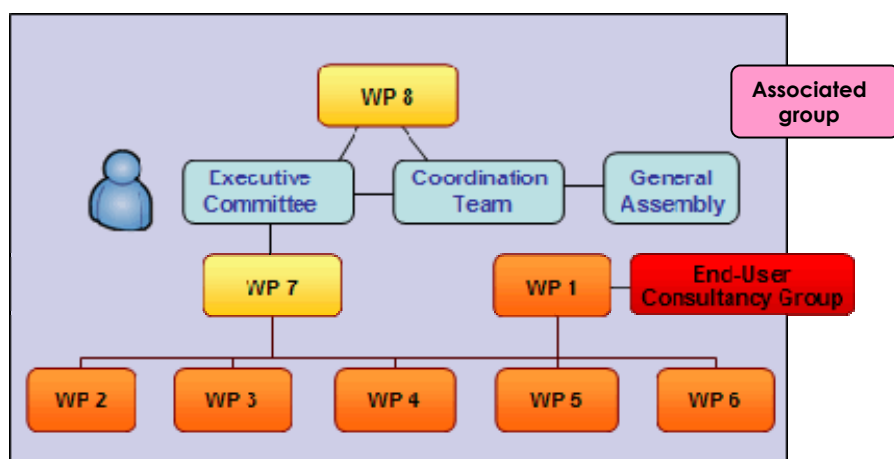 WP 8
Associated
group
Executive
Committee
Coordination
Team
General
Assembly
WP 7
WP 1
End-User
Consultancy Group
WP 2
WP 3
WP 4
WP 5
WP 6